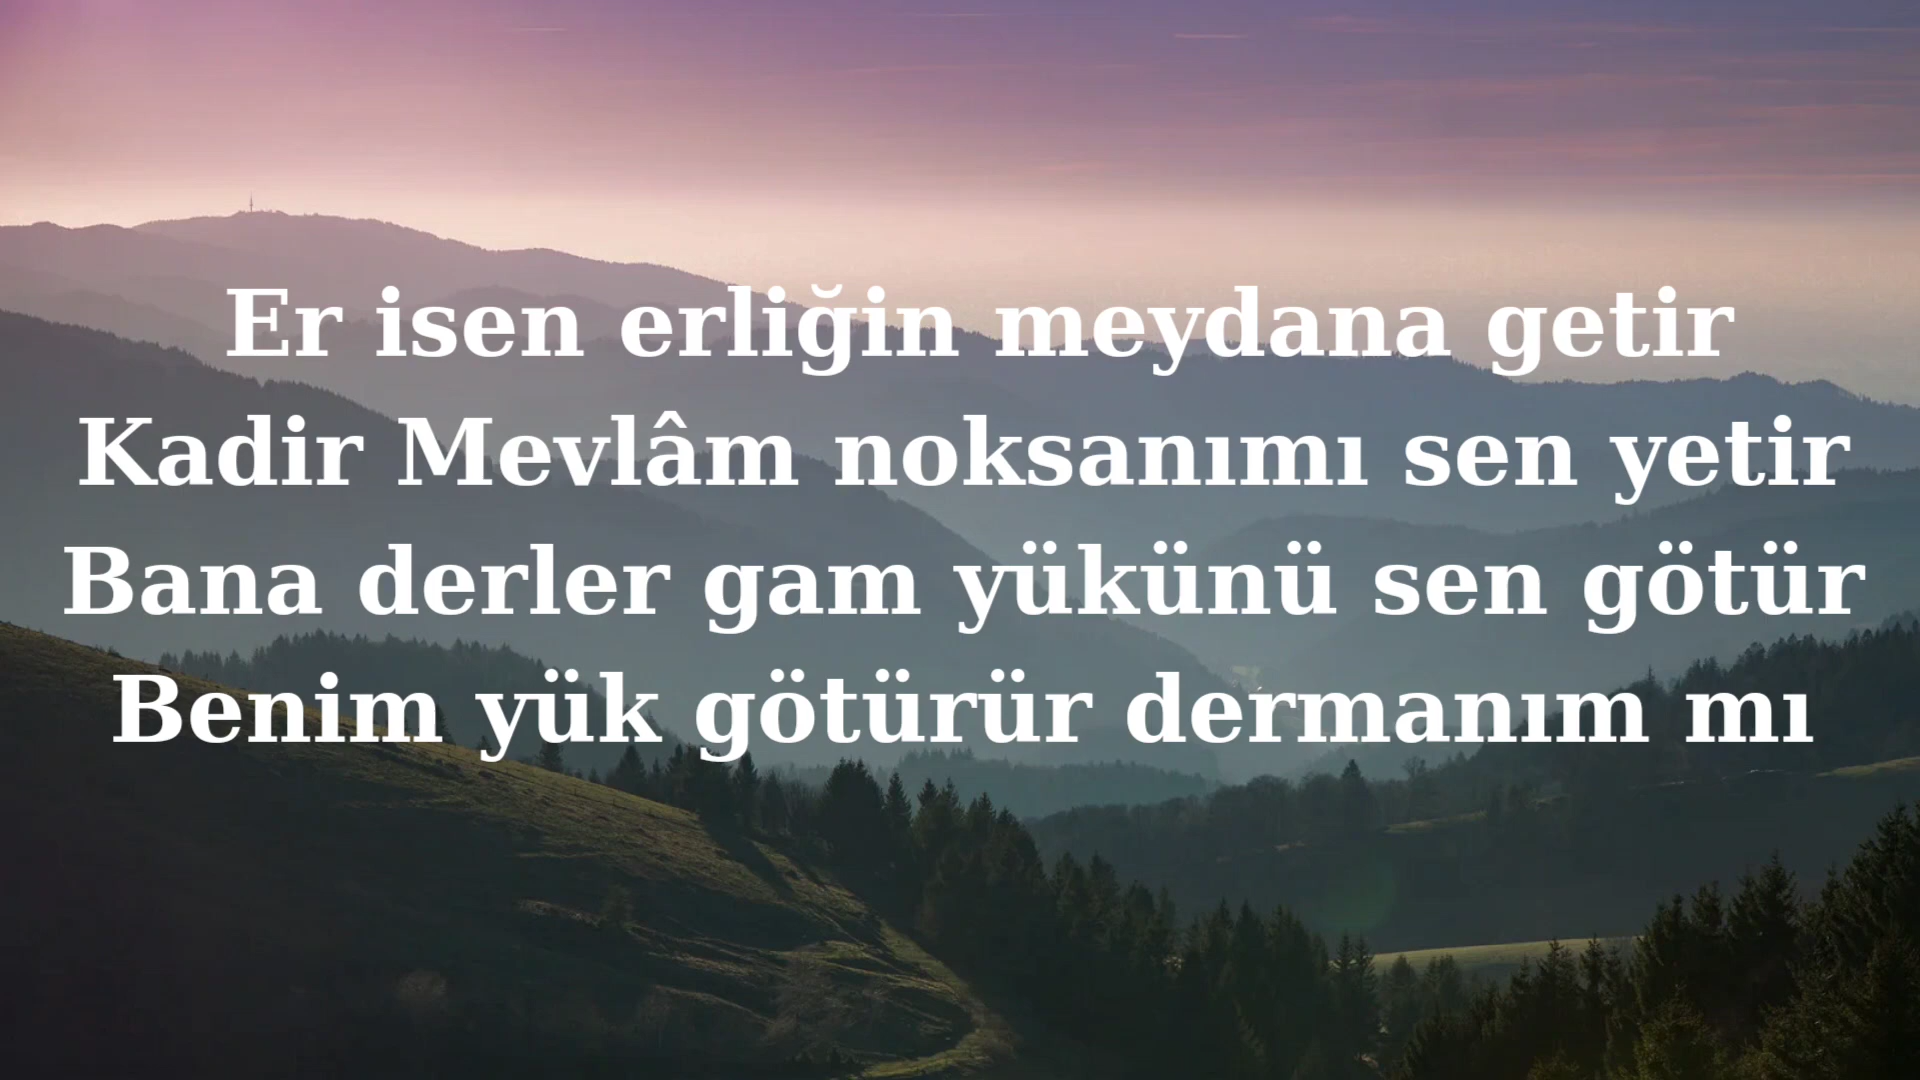 Er isen erliğin meydana getir
Kadir Mevlâm noksanımı sen yetir
Bana derler gam yükünü sen götür
Benim yük götürür dermanım mı